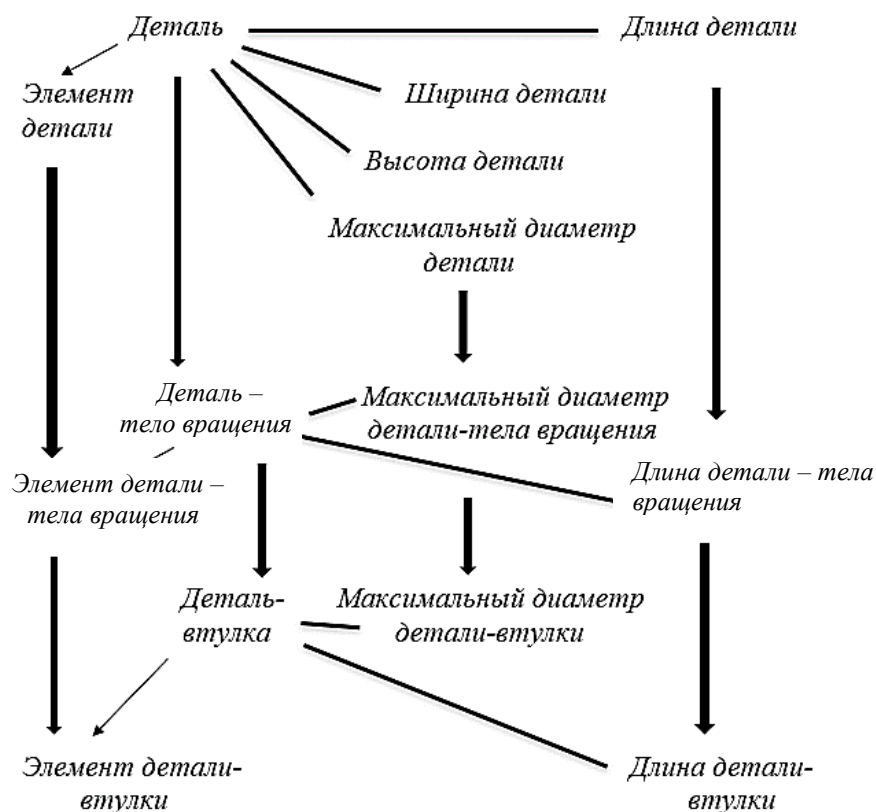 Деталь
Длина детали
Элемент
детали
Ширина детали
Высота детали
Максимальный диаметр
детали
Деталь –
тело вращения
Максимальный диаметр
детали-тела вращения
Элемент детали –
тела вращения
Длина детали – тела
вращения
Деталь-
втулка
Максимальный диаметр
детали-втулки
Элемент детали-
втулки
Длина детали-
втулки